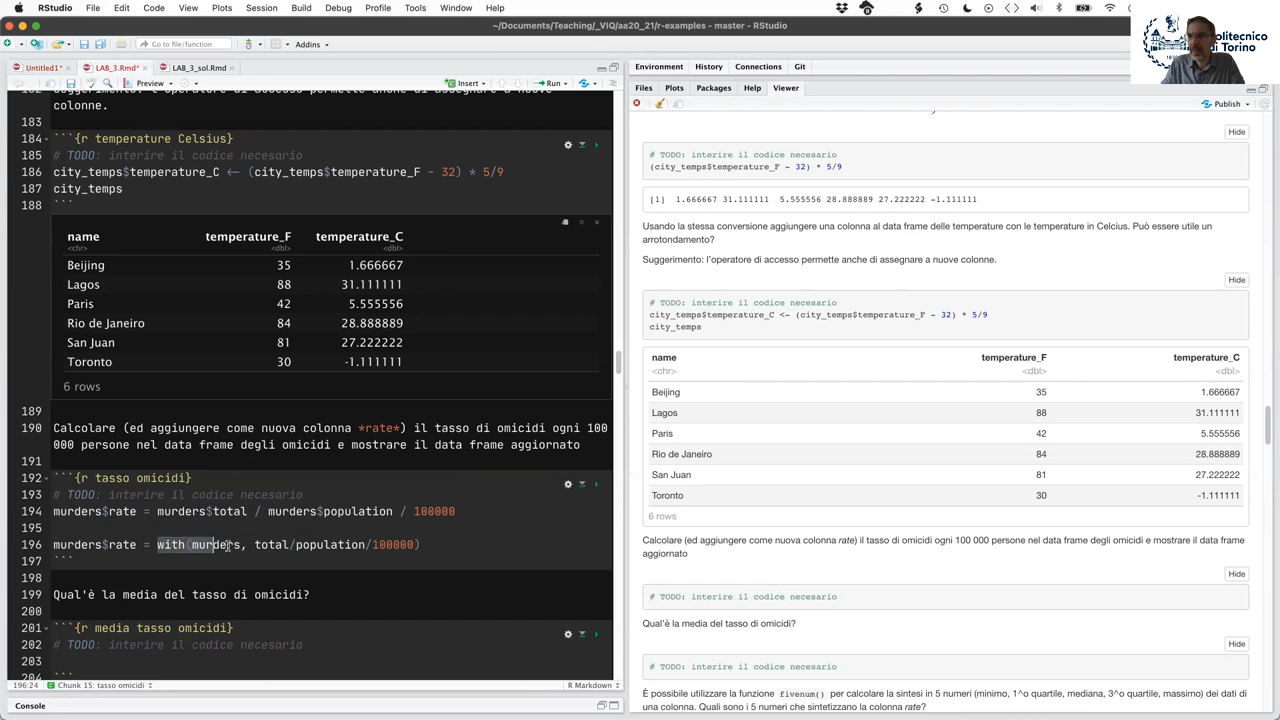 RStudio File Edit Code View Plots Session Build Debug Profile Tools Window Help
~/Documents/Teaching/_VIQ/aa20_21/r-examples - master - RStudio
Go to file/function Addins
Politecnico
di Torino
Untitled1* LAB_3.Rmd* LAB_3_sol.Rmd
Preview Insert Run
colonne.
183
184 ```{r temperature Celsius}
185 # TODO: interire il codice necesario
186 city_temps$temperature_C <- (city_temps$temperature_F - 32) * 5/9
187 city_temps
188 ```
name temperature_F temperature_C
<chr> <dbl> <dbl>
Beijing 35 1.666667
Lagos 88 31.111111
Paris 42 5.555556
Rio de Janeiro 84 28.888889
San Juan 81 27.222222
Toronto 30 -1.111111
6 rows
189
190 Calcolare (ed aggiungere come nuova colonna *rate*) il tasso di omicidi ogni 100
000 persone nel data frame degli omicidi e mostrare il data frame aggiornato
191
192 ```{r tasso omicidi}
193 # TODO: interire il codice necesario
194 murders$rate = murders$total / murders$population / 100000
195
196 murders$rate = with(murders, total/population/100000)
197 ```
198
199 Qual'è la media del tasso di omicidi?
200
201 ```{r media tasso omicidi}
202 # TODO: interire il codice necesario
203
204
196:24 Chunk 15: tasso omicidi R Markdown
Console
Environment History Connections Git
Files Plots Packages Help Viewer
Publish
Hide
# TODO: interire il codice necesario
(city_temps$temperature_F - 32) * 5/9
[1] 1.666667 31.111111 5.555556 28.888889 27.222222 -1.111111
Usando la stessa conversione aggiungere una colonna al data frame delle temperature con le temperature in Celcius. Può essere utile un
arrotondamento?
Suggerimento: l'operatore di accesso permette anche di assegnare a nuove colonne.
Hide
# TODO: interire il codice necesario
city_temps$temperature_C <- (city_temps$temperature_F - 32) * 5/9
city_temps
name temperature_F temperature_C
<chr> <dbl> <dbl>
Beijing 35 1.666667
Lagos 88 31.111111
Paris 42 5.555556
Rio de Janeiro 84 28.888889
San Juan 81 27.222222
Toronto 30 -1.111111
6 rows
Calcolare (ed aggiungere come nuova colonna rate) il tasso di omicidi ogni 100 000 persone nel data frame degli omicidi e mostrare il data frame
aggiornato
Hide
# TODO: interire il codice necesario
Qual'è la media del tasso di omicidi?
Hide
# TODO: interire il codice necesario
È possibile utilizzare la funzione fivenum() per calcolare la sintesi in 5 numeri (minimo, 1^o quartile, mediana, 3^o quartile, massimo) dei dati di
una colonna. Quali sono i 5 numeri che sintetizzano la colonna rate?